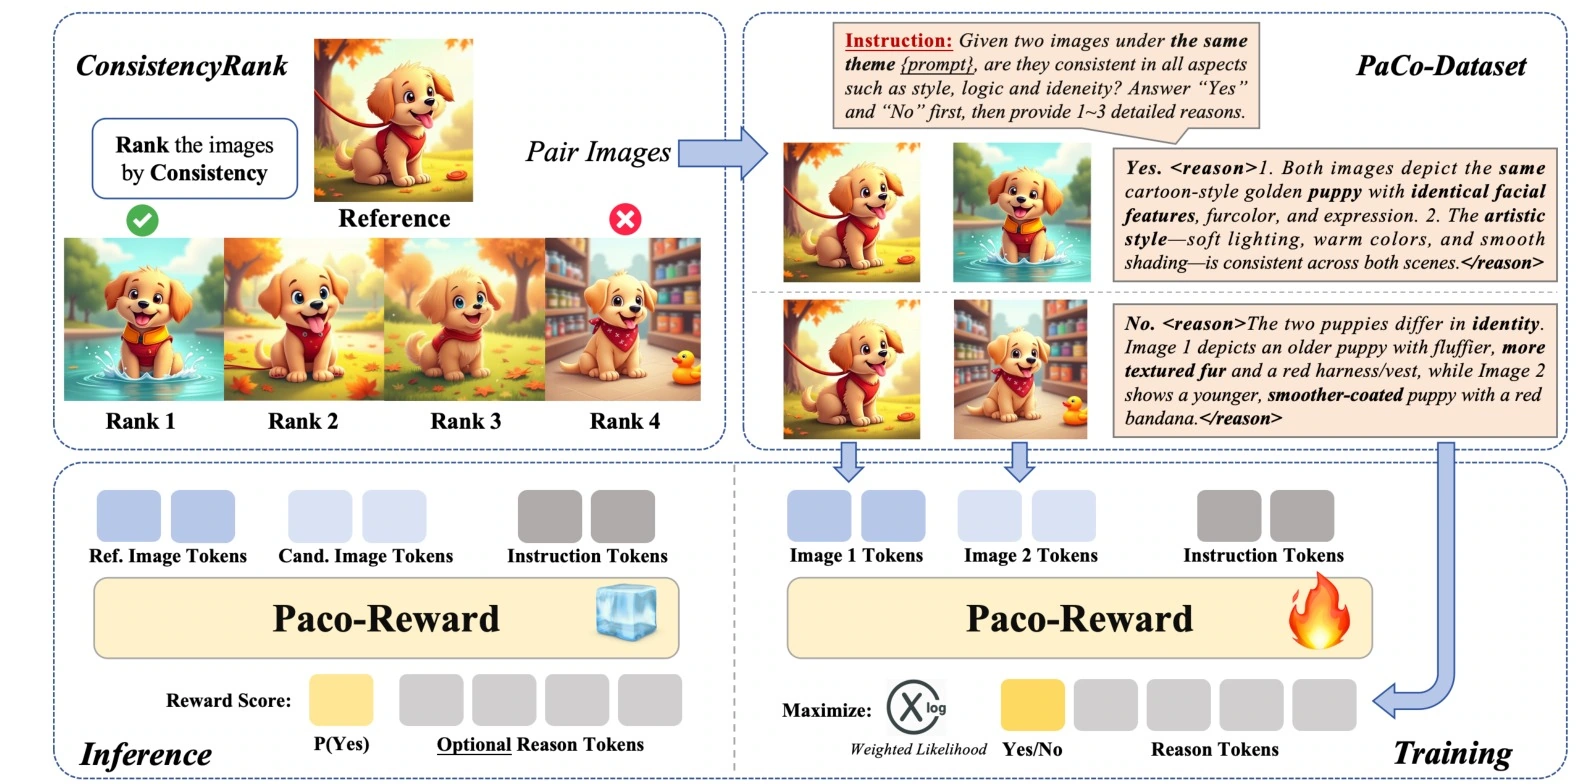 ConsistencyRank
Rank the images
by Consistency
Reference
Pair Images
Rank 1
Rank 2
Rank 3
Rank 4
PaCo-Dataset
Instruction: Given two images under the same
theme {prompt}, are they consistent in all aspects
such as style, logic and ideneity? Answer “Yes”
and “No” first, then provide 1~3 detailed reasons.
Yes. <reason>1. Both images depict the same
cartoon-style golden puppy with identical facial
features, furcolor, and expression. 2. The artistic
style—soft lighting, warm colors, and smooth
shading—is consistent across both scenes.</reason>
No. <reason>The two puppies differ in identity.
Image 1 depicts an older puppy with fluffier, more
textured fur and a red harness/vest, while Image 2
shows a younger, smoother-coated puppy with a red
bandana.</reason>
Ref. Image Tokens
Cand. Image Tokens
Instruction Tokens
Paco-Reward
Reward Score:
P(Yes)
Optional Reason Tokens
Inference
Image 1 Tokens
Image 2 Tokens
Instruction Tokens
Paco-Reward
Maximize:
X log
Weighted Likelihood
Yes/No
Reason Tokens
Training